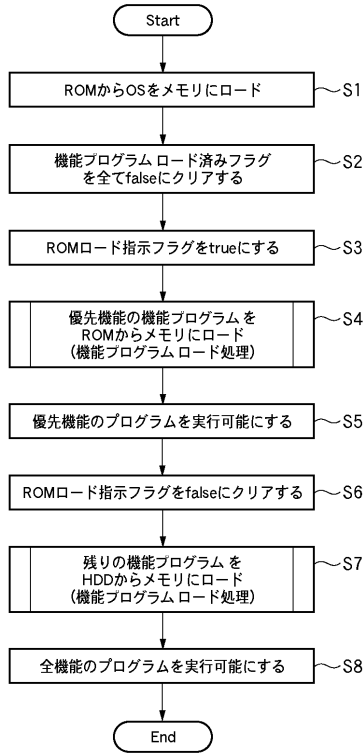 Start
ROMからOSをメモリにロード
S1
機能プログラム ロード済みフラグ
を全てfalseにクリアする
S2
ROMロード指示フラグをtrueにする
S3
優先機能の機能プログラム を
ROMからメモリにロード
(機能プログラム ロード処理)
S4
優先機能のプログラムを実行可能にする
S5
ROMロード指示フラグをfalseにクリアする
S6
残りの機能プログラム を
HDDからメモリにロード
(機能プログラム ロード処理)
S7
全機能のプログラムを実行可能にする
S8
End